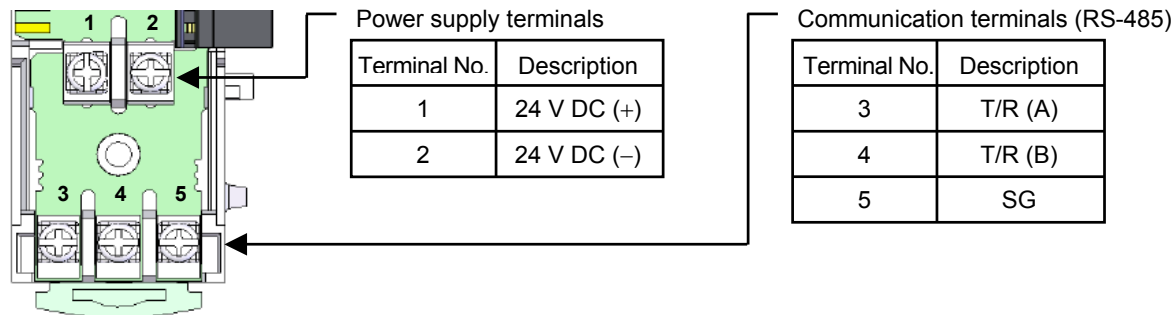 1 2
3 4 5
Power supply terminals
Terminal No. Description
1 24 V DC (+)
2 24 V DC (−)
Communication terminals (RS-485)
Terminal No. Description
3 T/R (A)
4 T/R (B)
5 SG